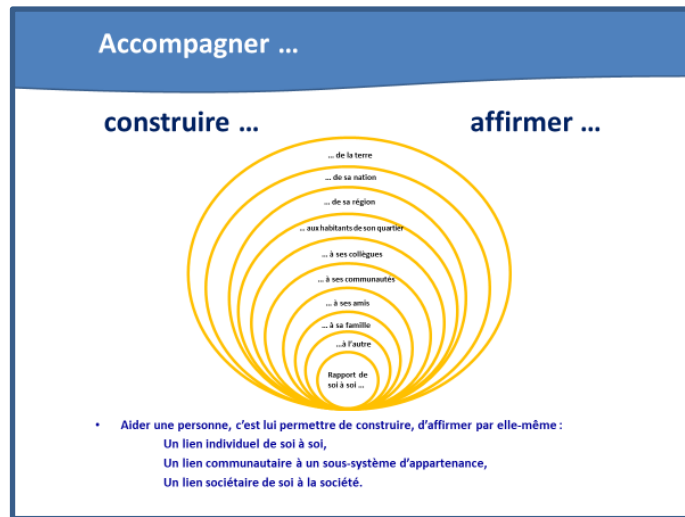 Accompagner ...
construire ... affirmer ...
... de la terre
... de sa nation
... de sa région
... aux habitants de son quartier
... à ses collègues
... à ses communautés
... à ses amis
... à sa famille
...à l'autre
Rapport de
soi à soi ...
• Aider une personne, c'est lui permettre de construire, d'affirmer par elle-même :
Un lien individuel de soi à soi,
Un lien communautaire à un sous-système d'appartenance,
Un lien sociétaire de soi à la société.